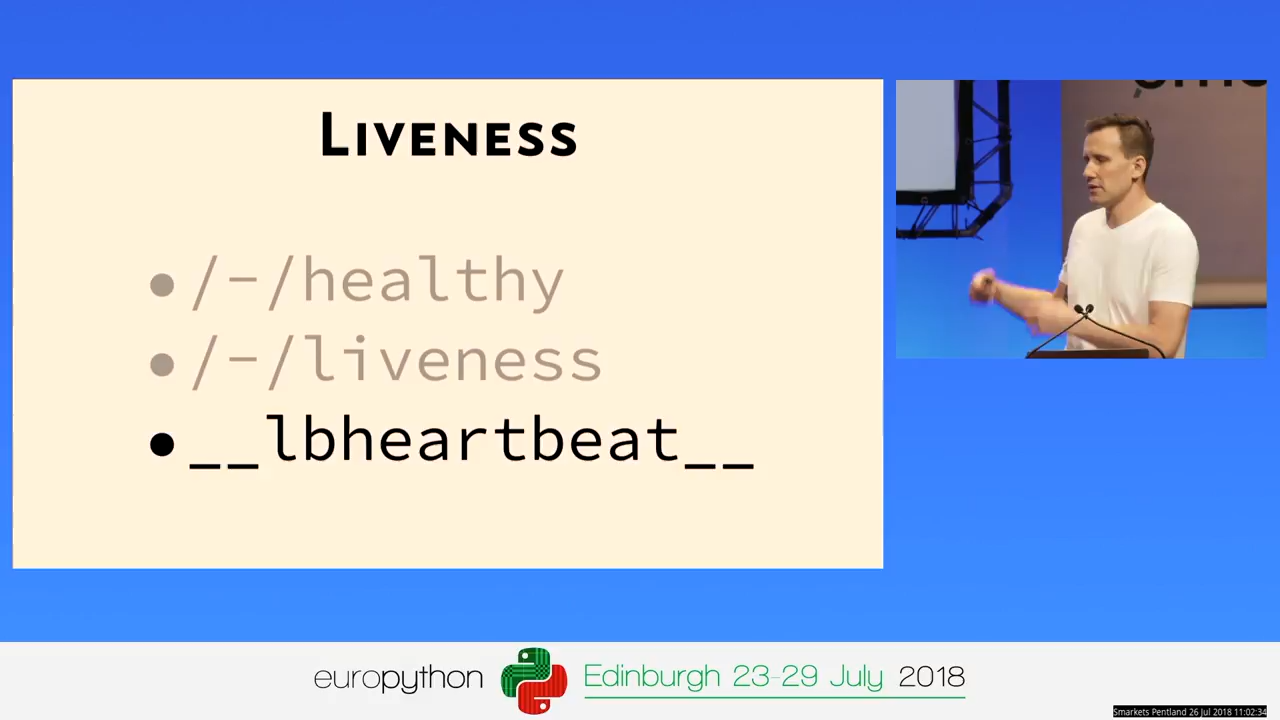 Liveness
• /-/healthy
• /-/liveness
• __lbheartbeat__
europython Edinburgh 23-29 July 2018
Smarkets Pentland 26 Jul 2018 11:02:34